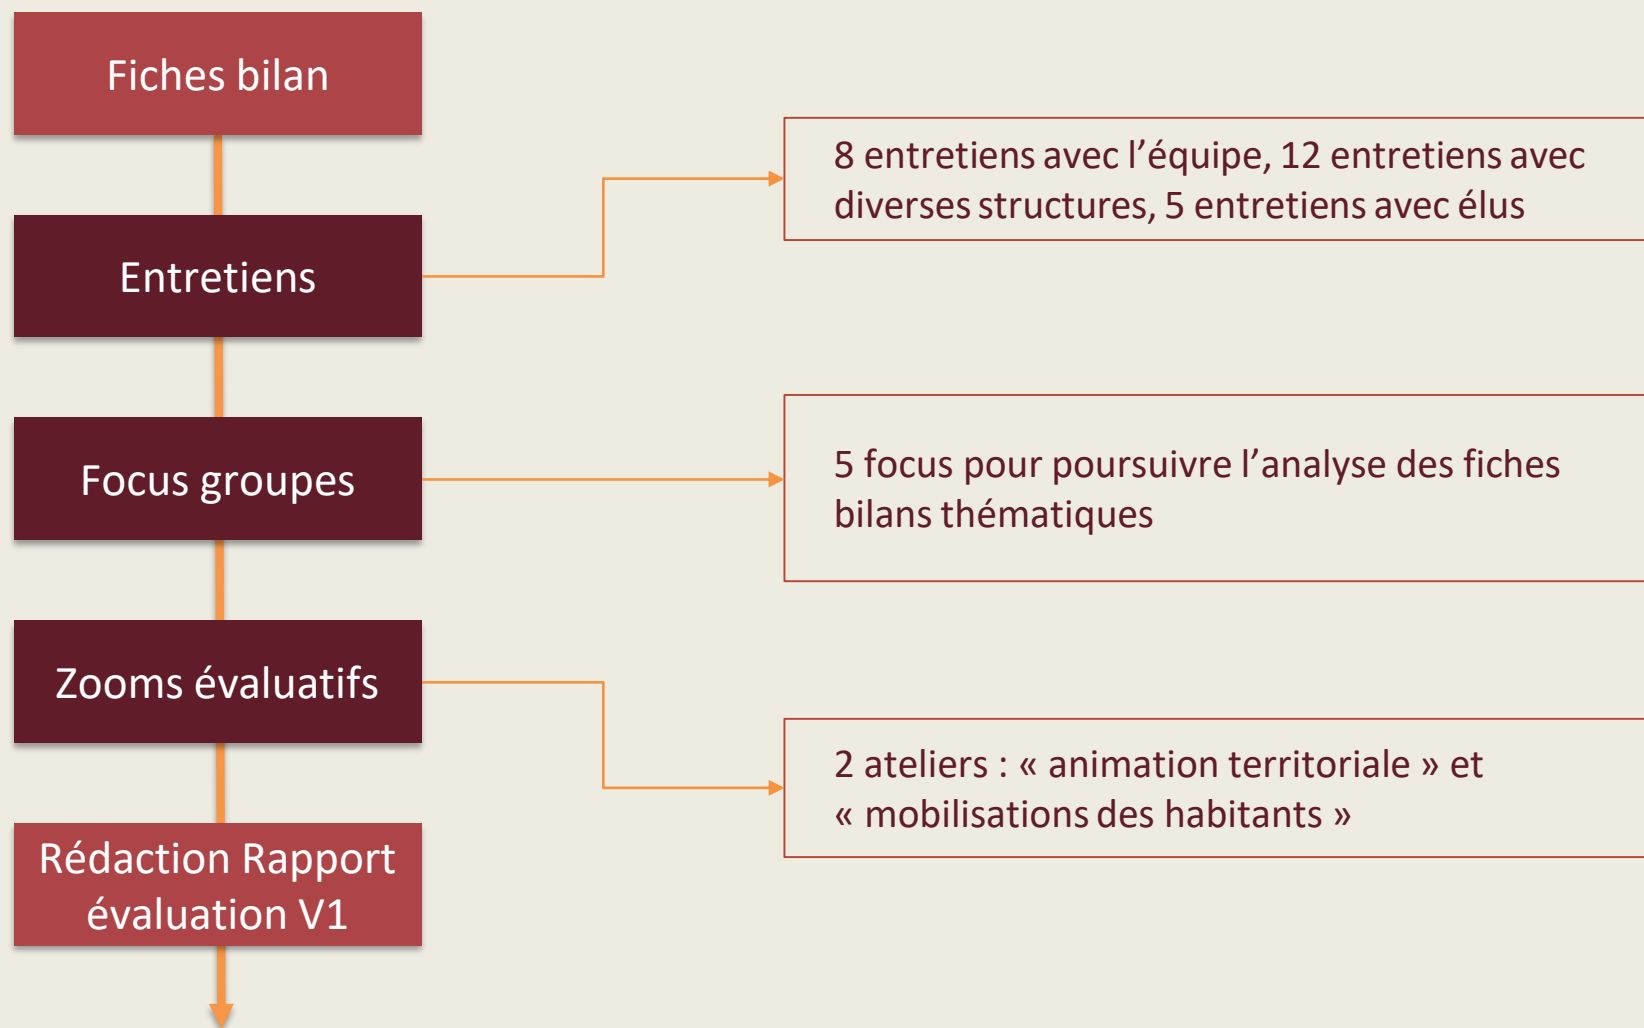 Fiches bilan
8 entretiens avec l’équipe, 12 entretiens avec
diverses structures, 5 entretiens avec élus
Entretiens
Focus groupes
5 focus pour poursuivre l’analyse des fiches
bilans thématiques
Zooms évaluatifs
2 ateliers : « animation territoriale » et
« mobilisations des habitants »
Rédaction Rapport
évaluation V1